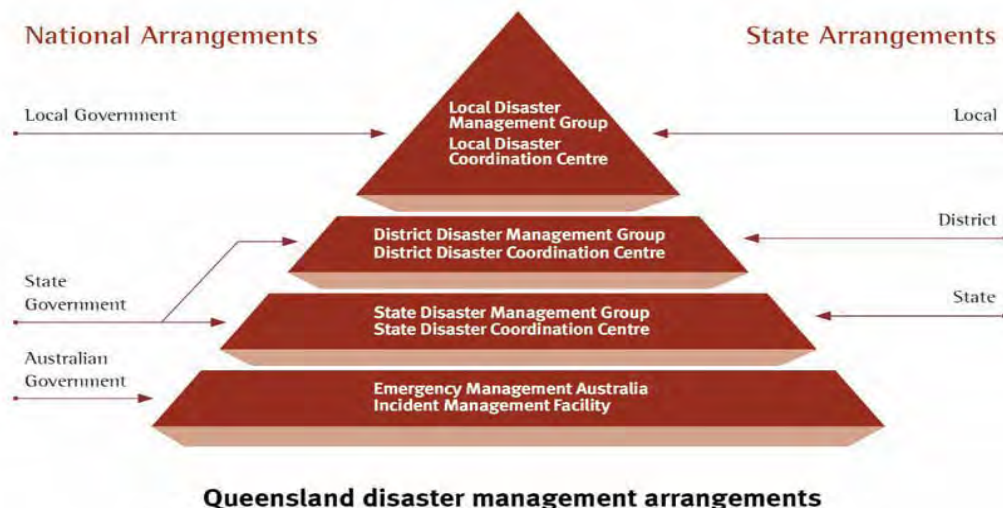 National Arrangements
State Arrangements
Local Government
Local Disaster
Management Group
Local Disaster
Coordination Centre
Local
District Disaster Management Group
District Disaster Coordination Centre
District
State
Government
State Disaster Management Group
State Disaster Coordination Centre
State
Australian
Government
Emergency Management Australia
Incident Management Facility
Queensland disaster management arrangements